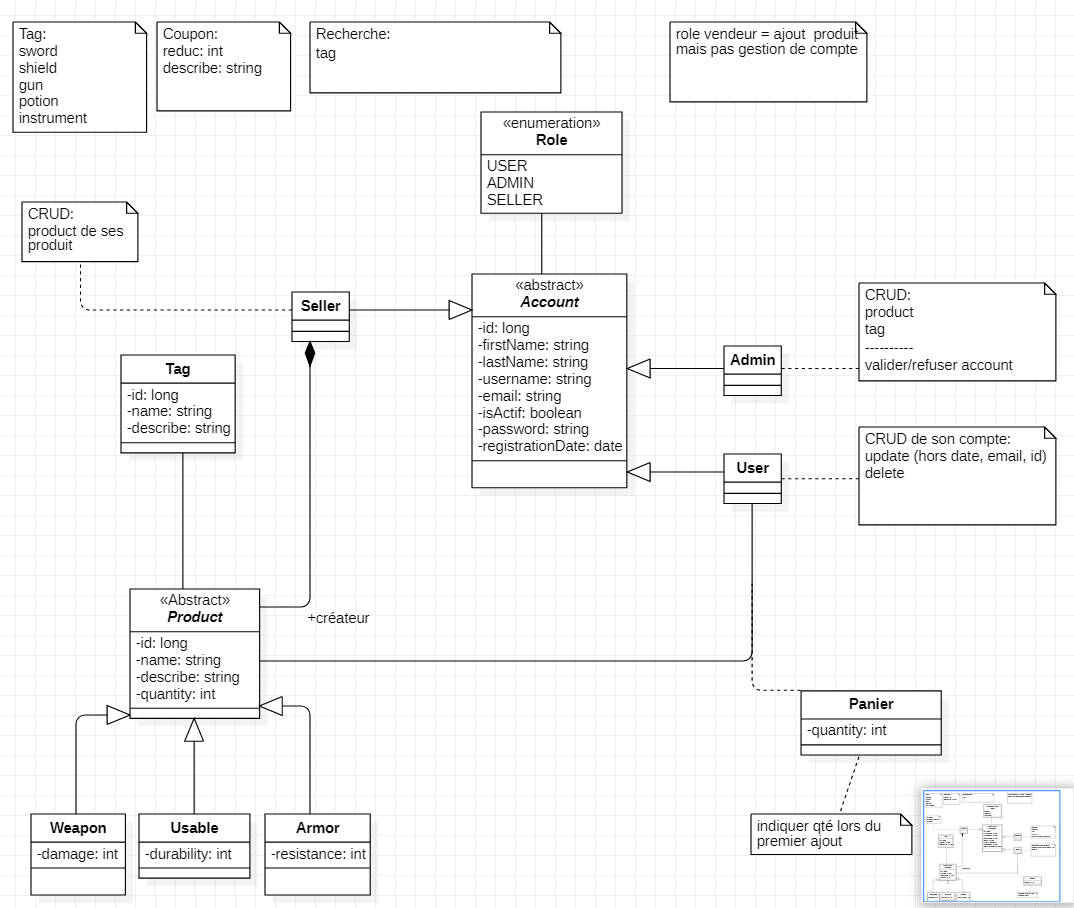 Tag:
sword
shield
gun
potion
instrument
Coupon:
reduc: int
describe: string
Recherche:
tag
role vendeur = ajout  produit
mais pas gestion de compte
«enumeration»
Role
USER
ADMIN
SELLER
CRUD:
product de ses
produit
Seller
«abstract»
Account
-id: long
-firstName: string
-lastName: string
-username: string
-email: string
-isActif: boolean
-password: string
-registrationDate: date
Admin
CRUD:
product
tag
----------
valider/refuser account
User
CRUD de son compte:
update (hors date, email, id)
delete
Tag
-id: long
-name: string
-describe: string
«Abstract»
Product
-id: long
-name: string
-describe: string
-quantity: int
+créateur
Panier
-quantity: int
indiquer qté lors du
premier ajout
Weapon
-damage: int
Usable
-durability: int
Armor
-resistance: int